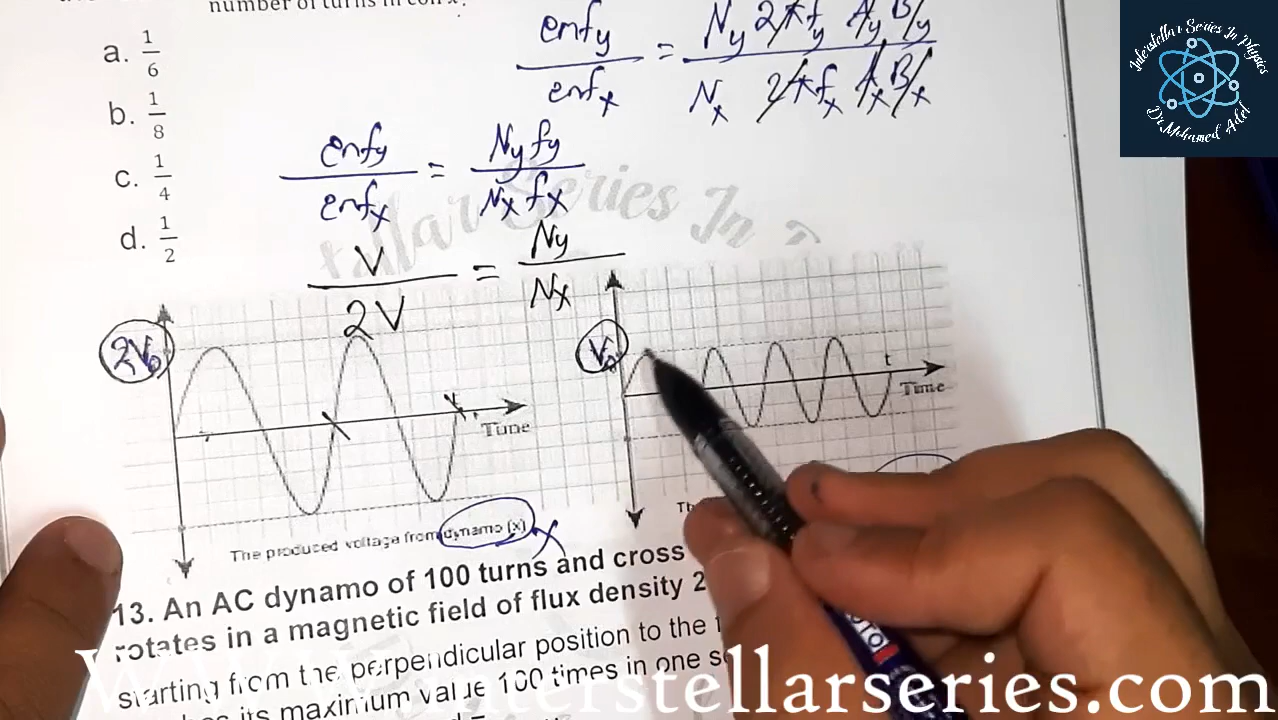 number of turns in coil x?
a. 1/6
b. 1/8
c. 1/4
d. 1/2
emfy / emfx = Ny 2πfy Ay By / Nx 2πfx Ax Bx
emfy / emfx = Ny fy / Nx fx
V / 2V = Ny / Nx
Interstellar Series In Physics
Dr. Mohamed Adel
2V₀
Time
The produced voltage from dynamo (x)
x
V₀
t
Time
Th
13. An AC dynamo of 100 turns and cross
rotates in a magnetic field of flux density 2
starting from the perpendicular position to the
its maximum value 100 times in one s
www.interstellarseries.com